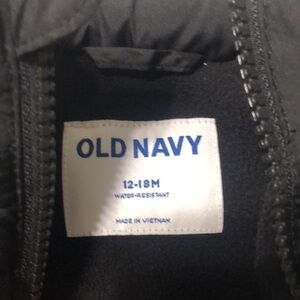 OLD NAVY
12-18M
WATER-RESISTANT
MADE IN VIETNAM